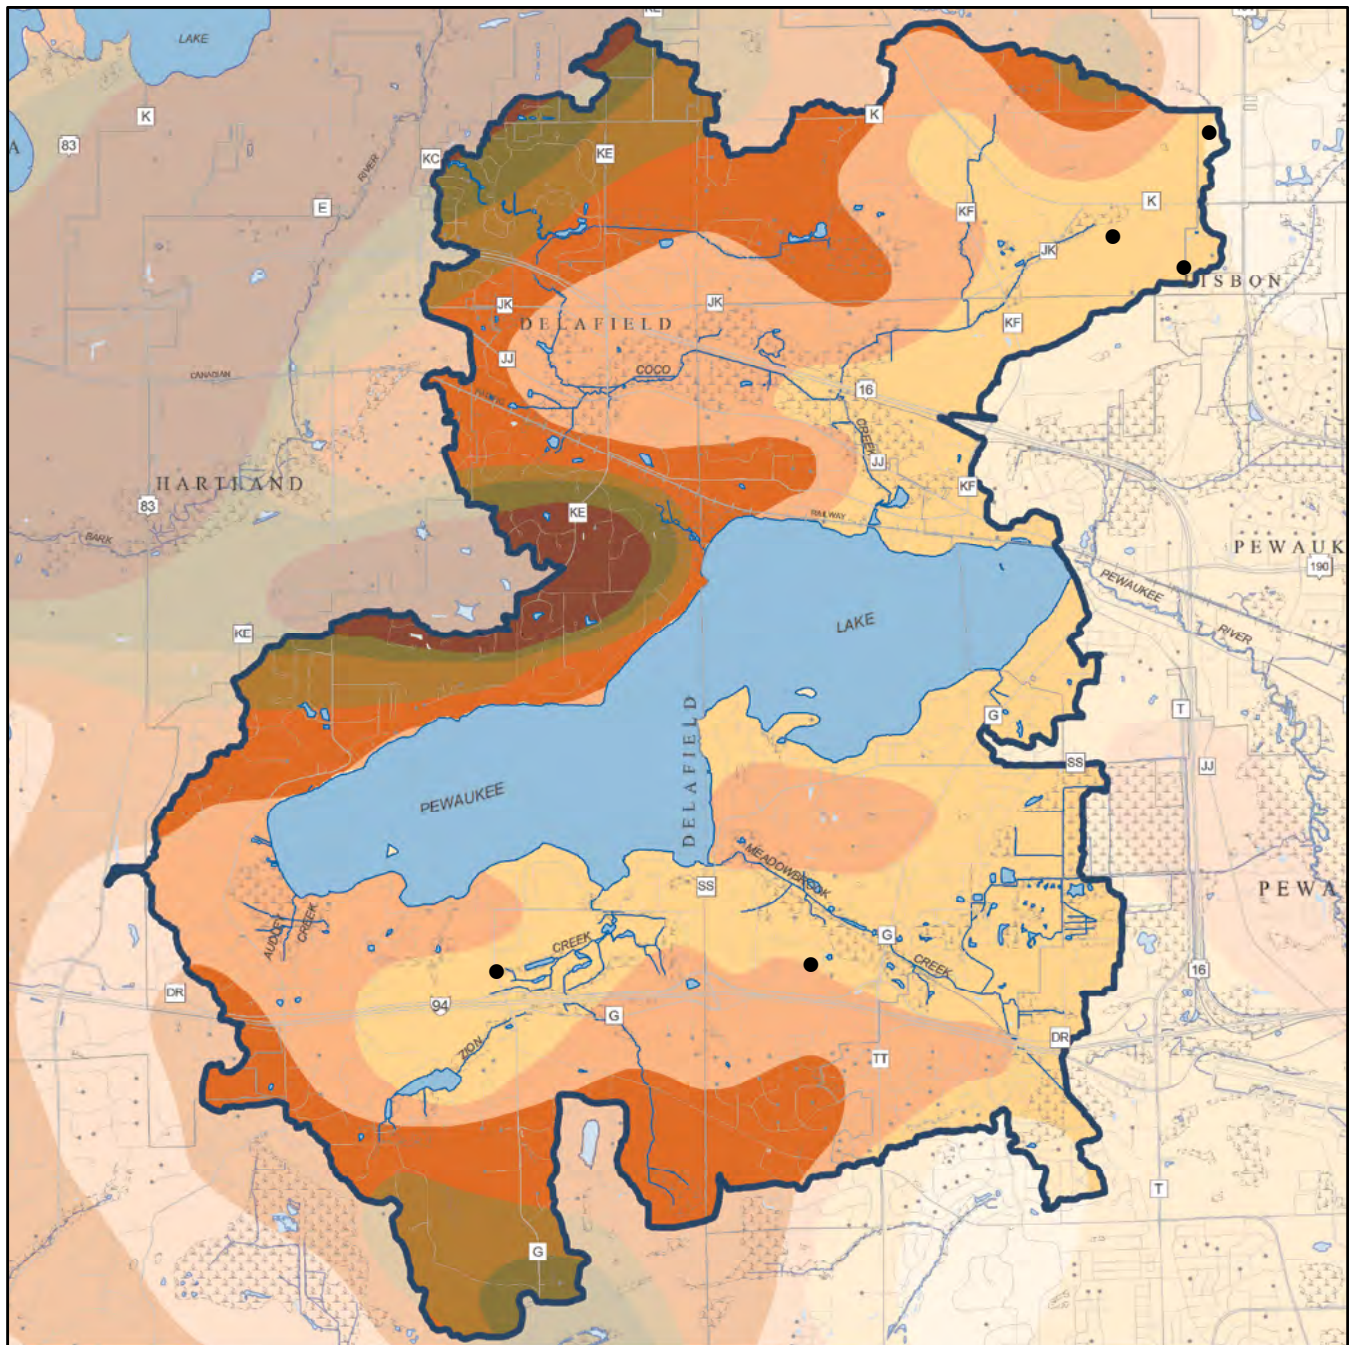 KE
LAKE
K
K
83
A
KC
KE
RIVER
E
K
KF
JK
LISBON
JK
JK
KF
DELAFIELD
JJ
CANADIAN
COCO
RAILWAY
16
CREEK
JJ
KF
HARTLAND
83
KE
RAILWAY
BARK
PEWAUK
190
PEWAUKEE
RIVER
LAKE
KE
DELAFIELD
G
T
SS
JJ
PEWAUKEE
MEADOWBROOK
SS
PEWA
AUDLEY
CREEK
CREEK
G
CREEK
16
DR
94
G
DR
ZION
TT
T
G